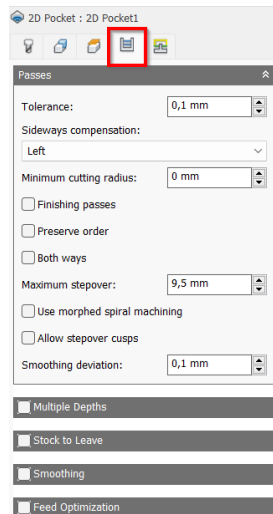 2D Pocket : 2D Pocket1
Passes
Tolerance: 0,1 mm
Sideways compensation:
Left
Minimum cutting radius: 0 mm
Finishing passes
Preserve order
Both ways
Maximum stepover: 9,5 mm
Use morphed spiral machining
Allow stepover cusps
Smoothing deviation: 0,1 mm
Multiple Depths
Stock to Leave
Smoothing
Feed Optimization